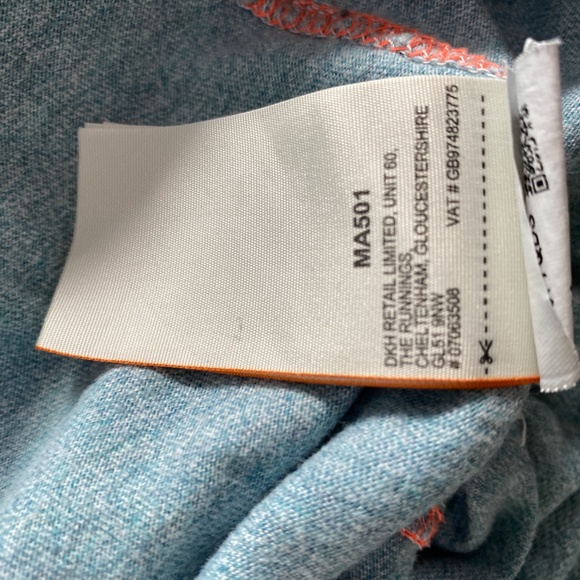 MA501
DKH RETAIL LIMITED, UNIT 60,
THE RUNNINGS,
CHELTENHAM, GLOUCESTERSHIRE
GL51 9NW VAT # GB974823775
# 07063508